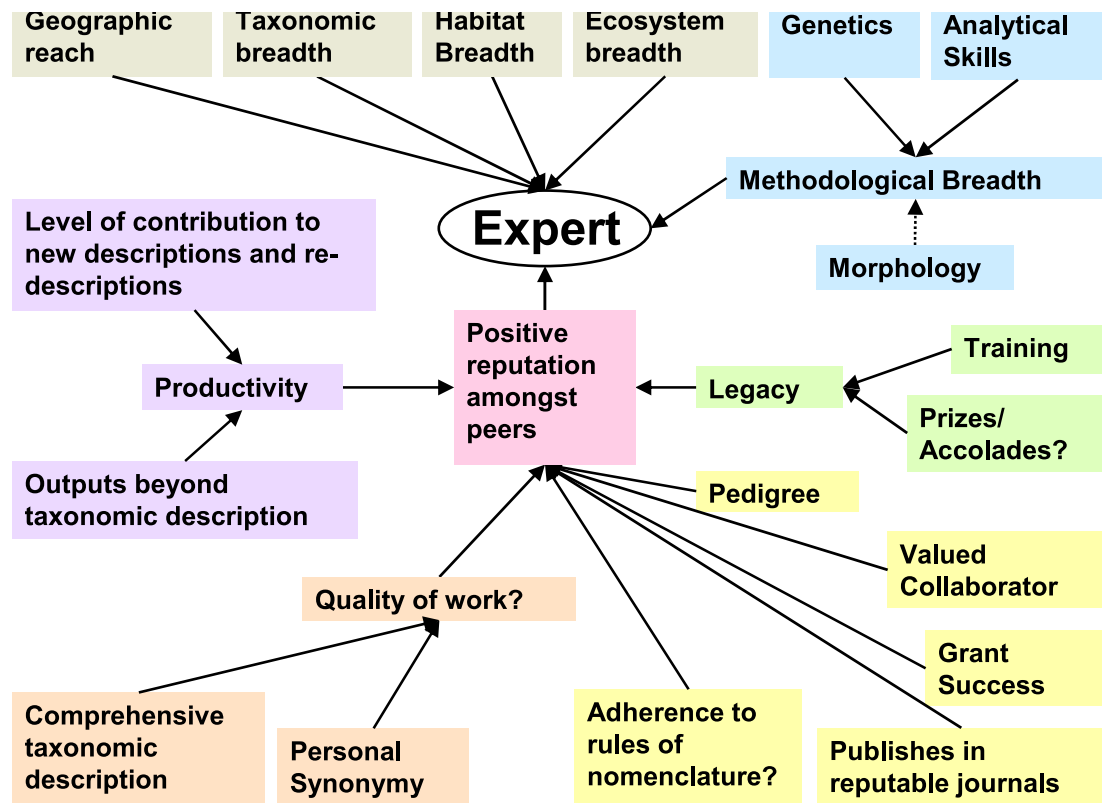 Geographic
reach
Taxonomic
breadth
Habitat
Breadth
Ecosystem
breadth
Genetics
Analytical
Skills
Methodological Breadth
Expert
Morphology
Level of contribution to
new descriptions and re-
descriptions
Positive
reputation
amongst
peers
Productivity
Legacy
Training
Prizes/
Accolades?
Outputs beyond
taxonomic description
Pedigree
Valued
Collaborator
Quality of work?
Grant
Success
Comprehensive
taxonomic
description
Personal
Synonymy
Adherence to
rules of
nomenclature?
Publishes in
reputable journals